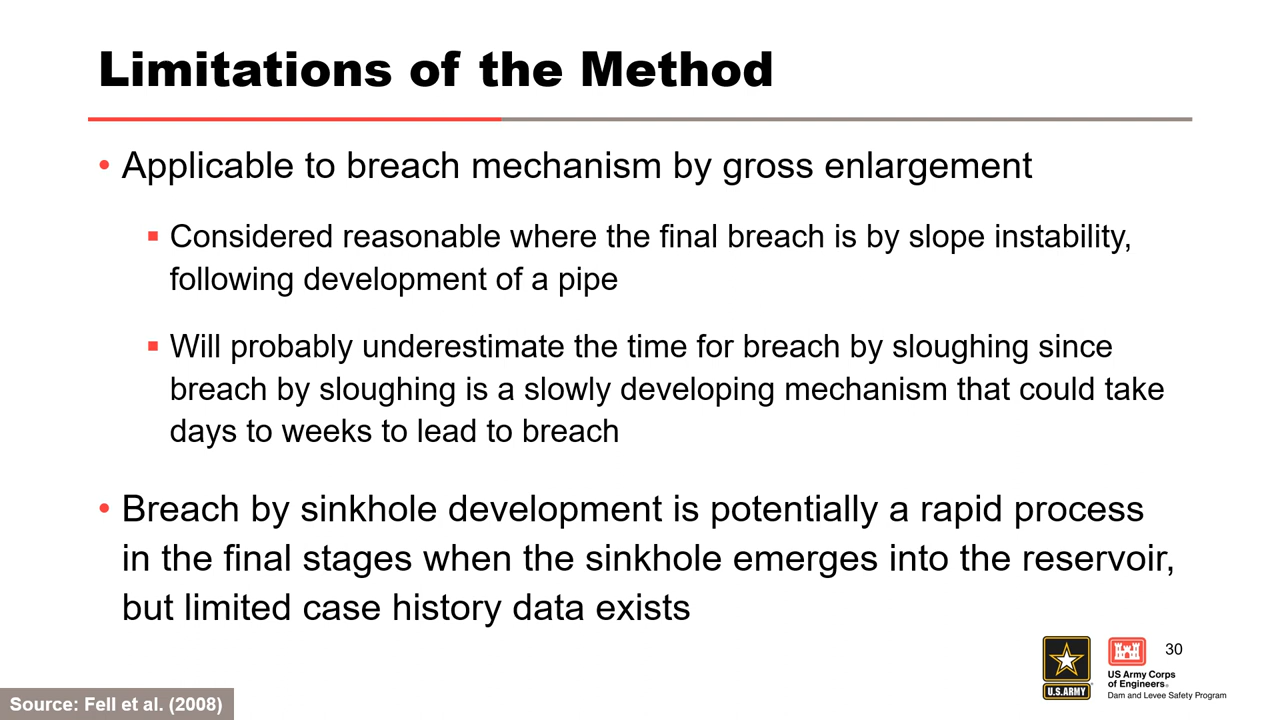 Limitations of the Method
• Applicable to breach mechanism by gross enlargement
▪ Considered reasonable where the final breach is by slope instability,
following development of a pipe
▪ Will probably underestimate the time for breach by sloughing since
breach by sloughing is a slowly developing mechanism that could take
days to weeks to lead to breach
• Breach by sinkhole development is potentially a rapid process
in the final stages when the sinkhole emerges into the reservoir,
but limited case history data exists
30
U.S.ARMY
US Army Corps
of Engineers®
Dam and Levee Safety Program
Source: Fell et al. (2008)